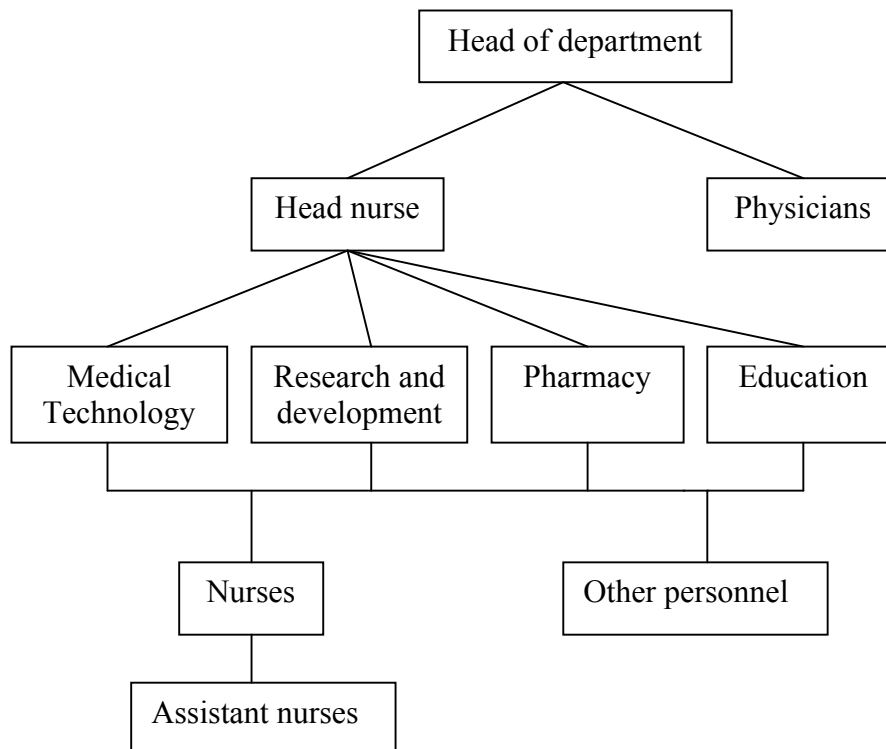 Head of department
Head nurse
Physicians
Medical
Technology
Research and
development
Pharmacy
Education
Nurses
Other personnel
Assistant nurses